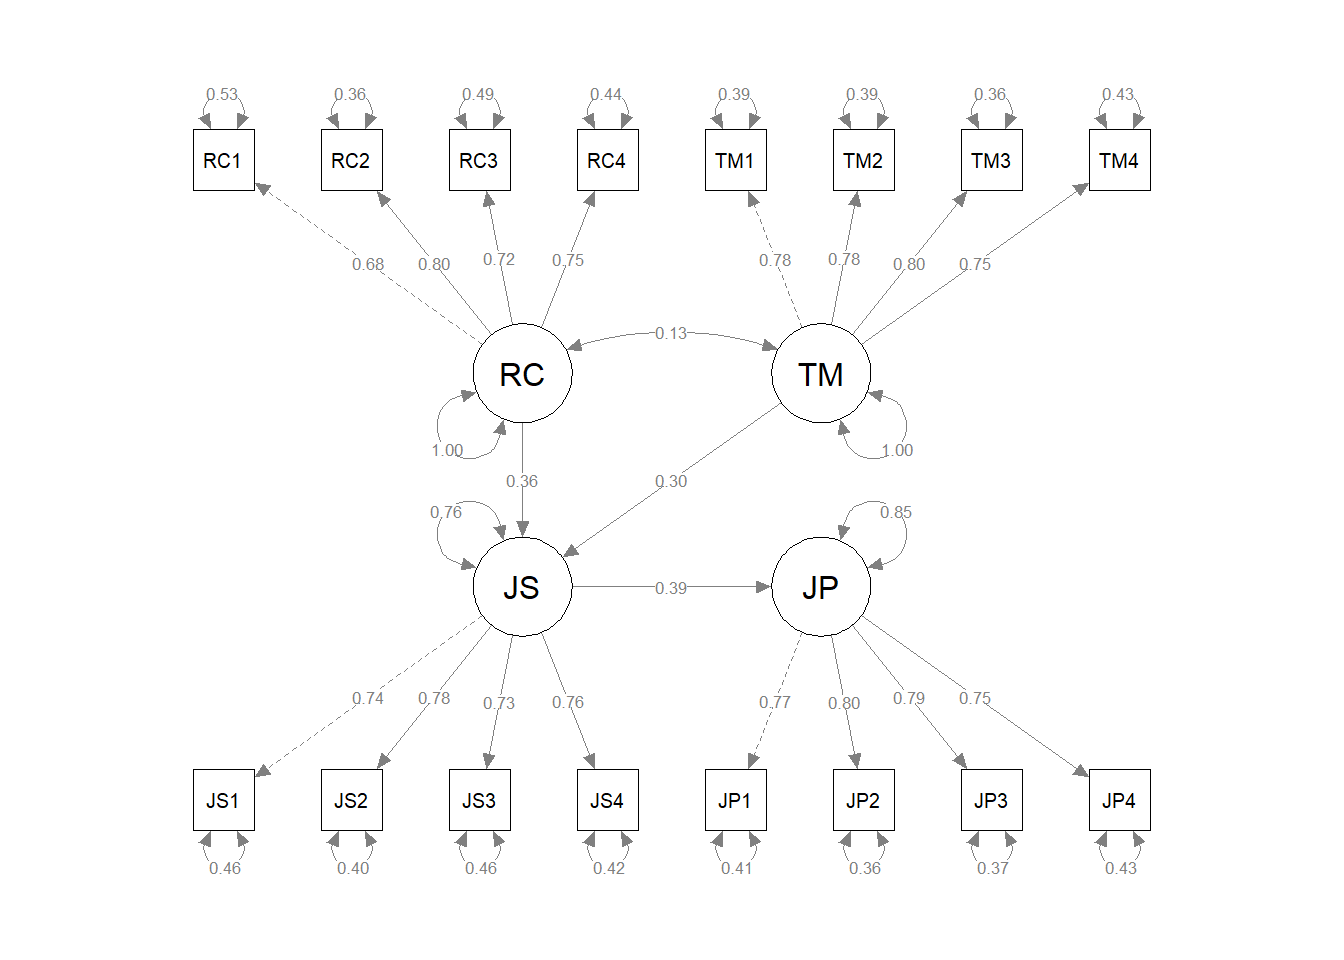 0.53 0.36 0.49 0.44 0.39 0.39 0.36 0.43
RC1 RC2 RC3 RC4 TM1 TM2 TM3 TM4
0.68 0.80 0.72 0.75 0.78 0.78 0.80 0.75
0.13
RC TM
1.00 1.00
0.36 0.30
0.76 0.85
JS 0.39 JP
0.74 0.78 0.73 0.76 0.77 0.80 0.79 0.75
JS1 JS2 JS3 JS4 JP1 JP2 JP3 JP4
0.46 0.40 0.46 0.42 0.41 0.36 0.37 0.43